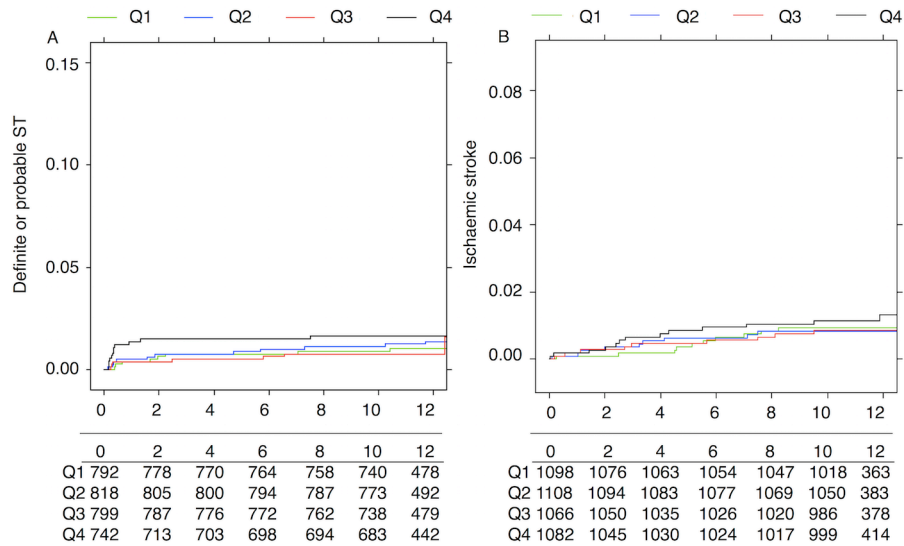 Q1 Q2 Q3 Q4
A
0.15
0.10
0.05
0.00
Definite or probable ST
0 2 4 6 8 10 12
0 2 4 6 8 10 12
Q1 792 778 770 764 758 740 478
Q2 818 805 800 794 787 773 492
Q3 799 787 776 772 762 738 479
Q4 742 713 703 698 694 683 442
Q1 Q2 Q3 Q4
B
0.08
0.06
0.04
0.02
0.00
Ischaemic stroke
0 2 4 6 8 10 12
0 2 4 6 8 10 12
Q1 1098 1076 1063 1054 1047 1018 363
Q2 1108 1094 1083 1077 1069 1050 383
Q3 1066 1050 1035 1026 1020 986 378
Q4 1082 1045 1030 1024 1017 999 414